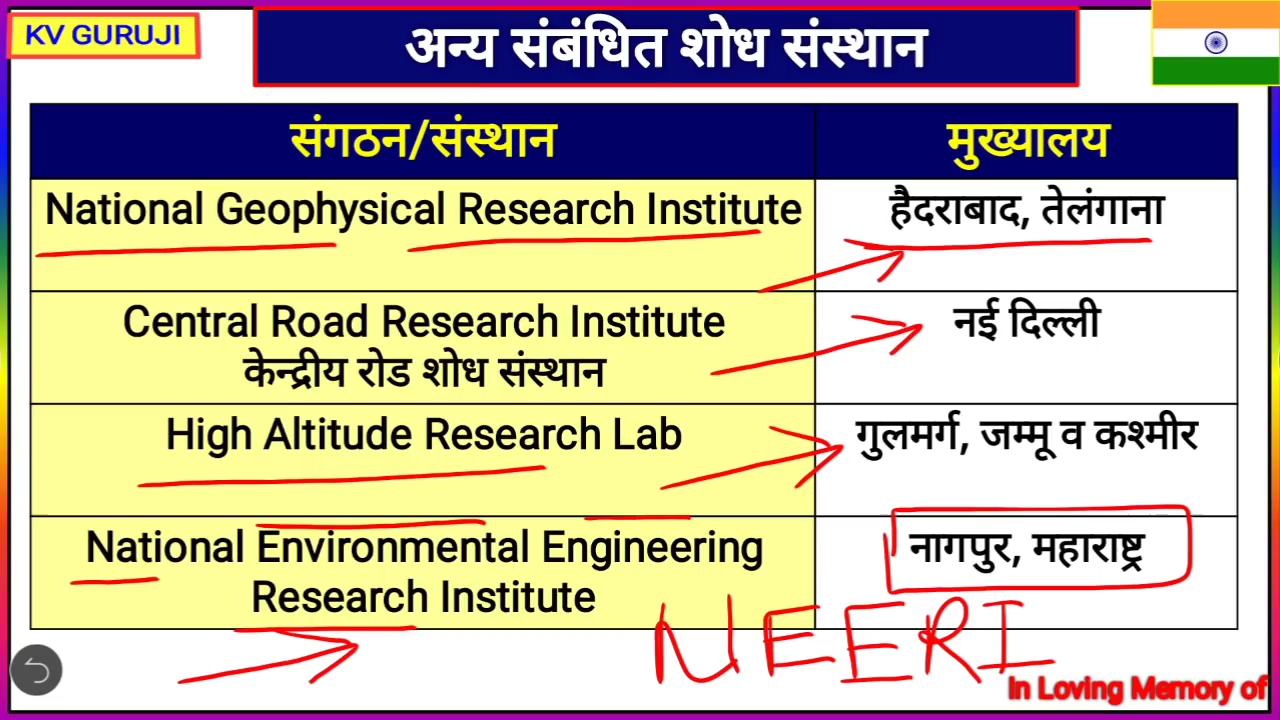 KV GURUJI
अन्य संबंधित शोध संस्थान
संगठन/संस्थान
मुख्यालय
National Geophysical Research Institute
हैदराबाद, तेलंगाना
Central Road Research Institute
केन्द्रीय रोड शोध संस्थान
नई दिल्ली
High Altitude Research Lab
गुलमर्ग, जम्मू व कश्मीर
National Environmental Engineering
Research Institute
नागपुर, महाराष्ट्र
NEERI
In Loving Memory of